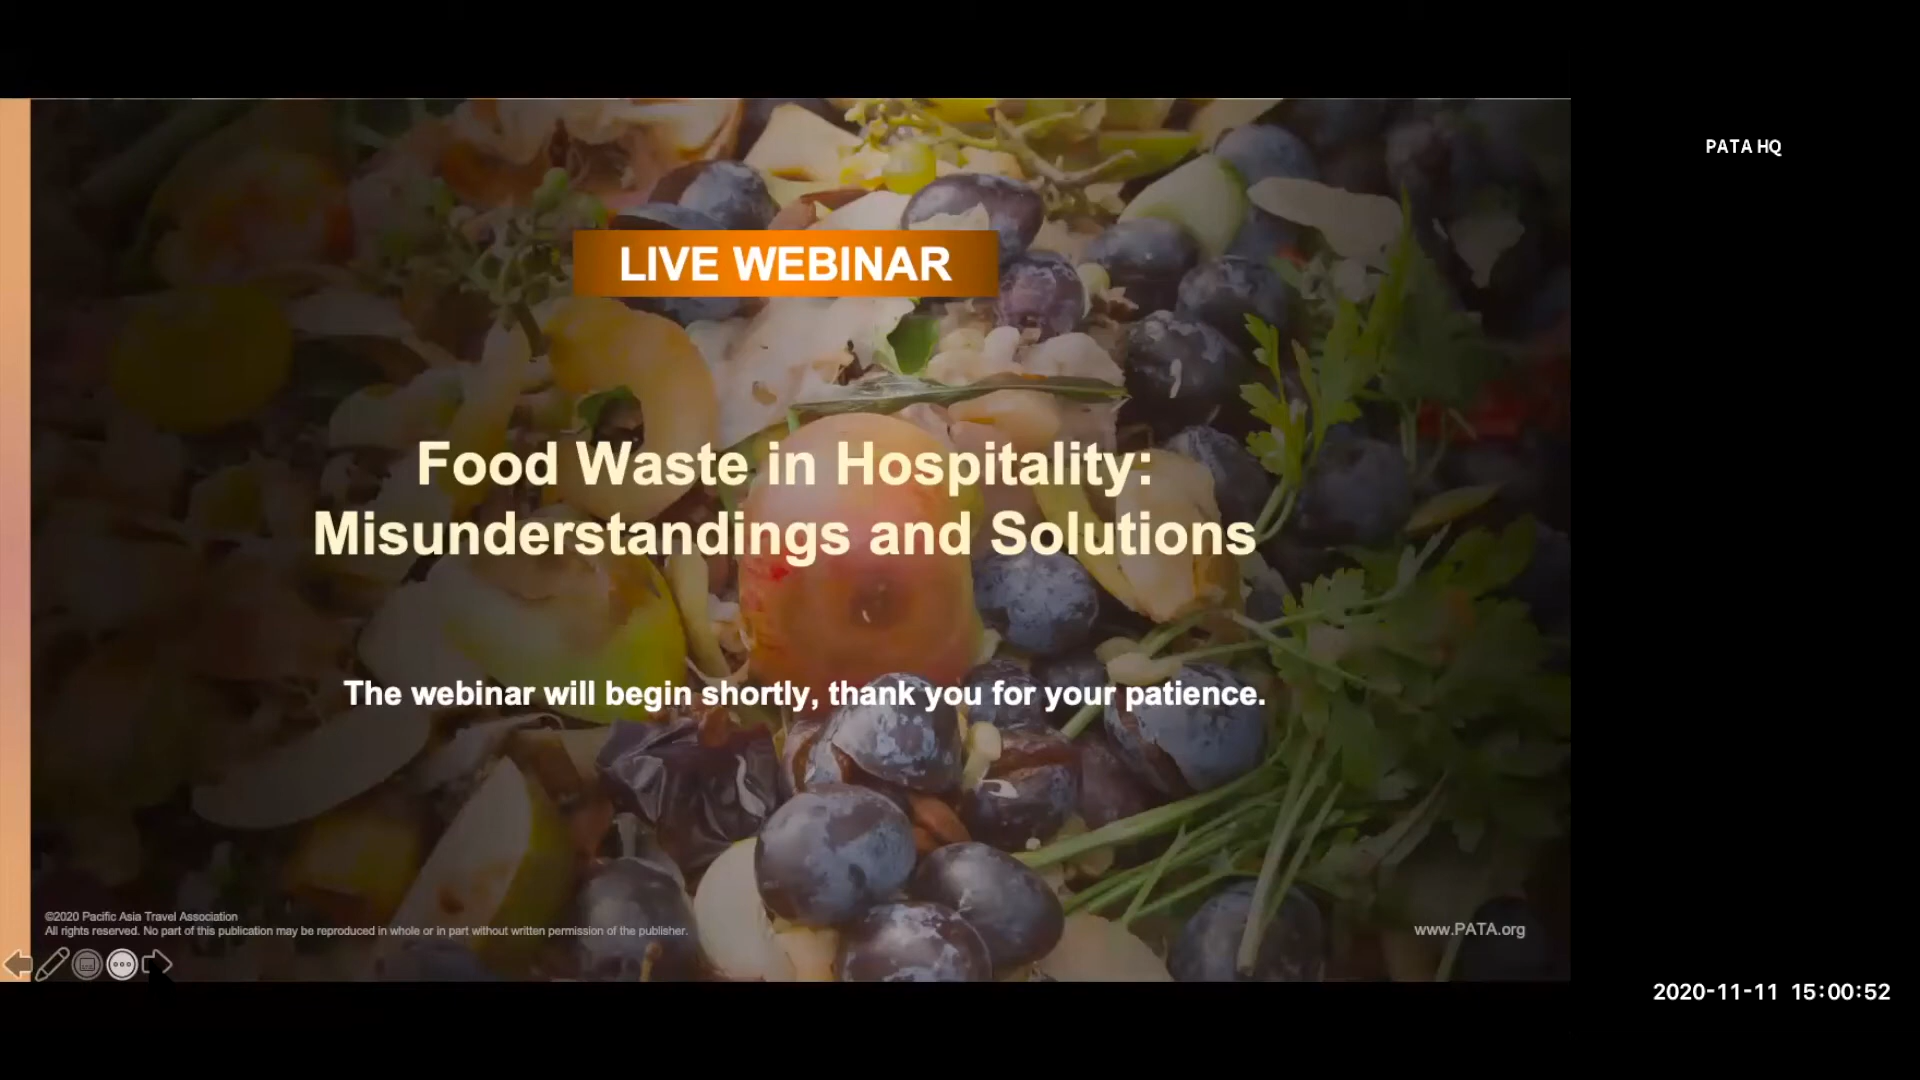 PATA HQ
LIVE WEBINAR
Food Waste in Hospitality:
Misunderstandings and Solutions
The webinar will begin shortly, thank you for your patience.
©2020 Pacific Asia Travel Association
All rights reserved. No part of this publication may be reproduced in whole or in part without written permission of the publisher.
www.PATA.org
2020-11-11 15:00:52